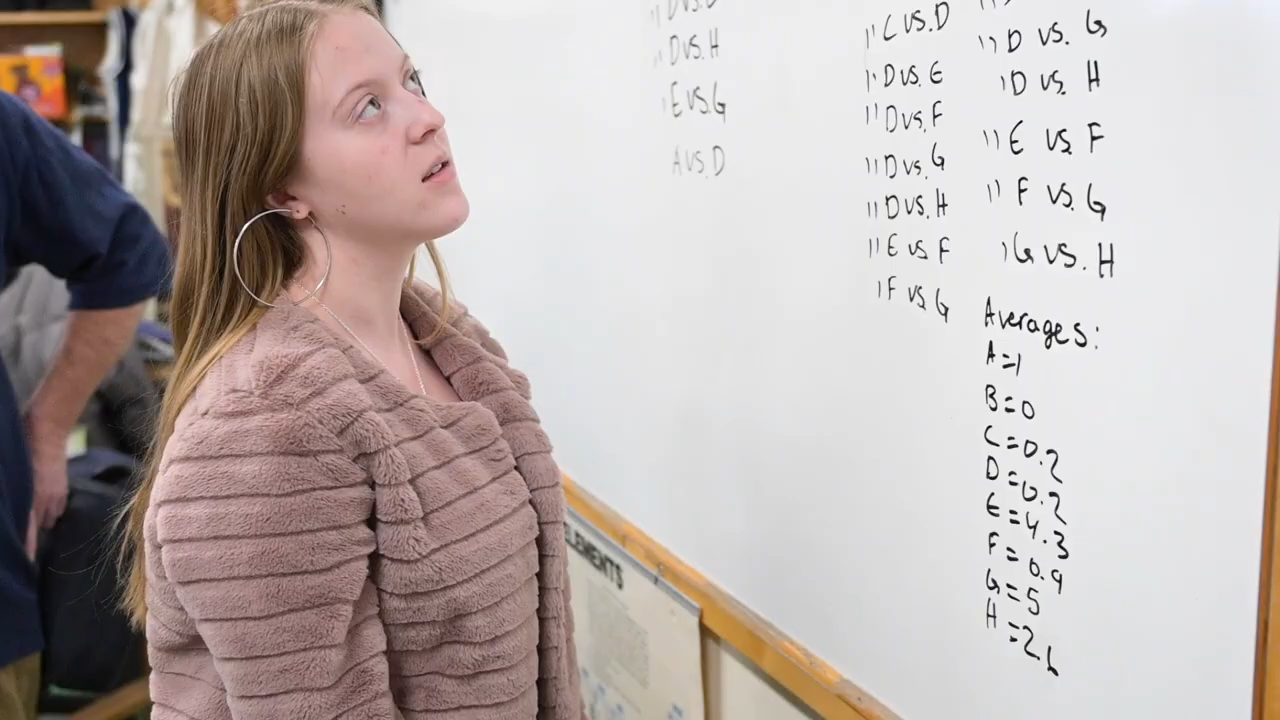 D vs. H
E vs. G
A vs. D
" C vs. D
" D vs. E
" D vs. F
" D vs. G
" D vs. H
" E vs F
' F vs. G
" D vs. G
' D vs. H
" E vs. F
" F vs. G
' G vs. H
Averages:
A=1
B=0
C=0.2
D=0.2
E=4.3
F=0.9
G=5
H=2.6
ELEMENTS